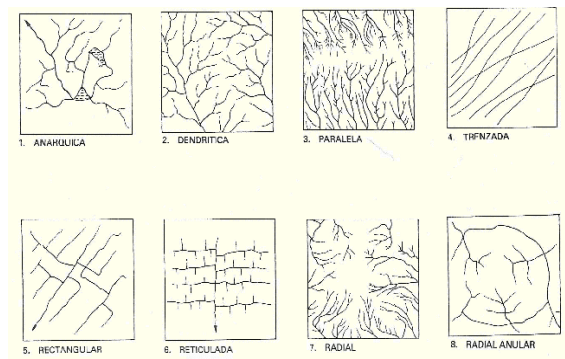 1. ANARQUICA
2. DENDRITICA
3. PARALELA
4. TRENZADA
5. RECTANGULAR
6. RETICULADA
7. RADIAL
8. RADIAL ANULAR